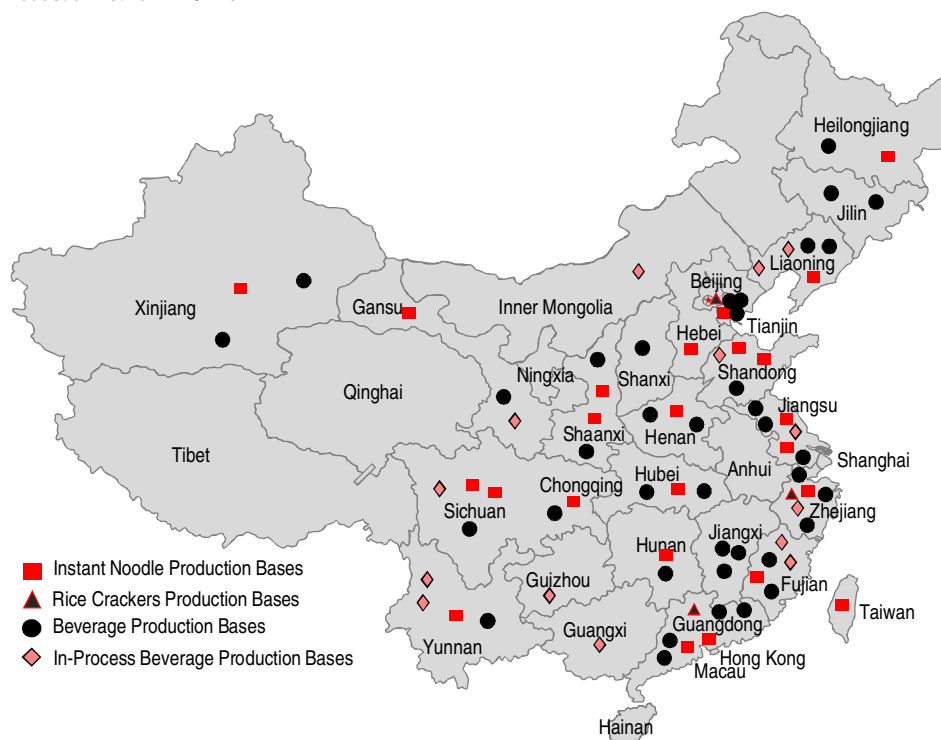 Heilongjiang
Jilin
Liaoning
Beijing
Xinjiang
Gansu
Inner Mongolia
Tianjin
Hebei
Ningxia
Shanxi
Shandong
Qinghai
Jiangsu
Shaanxi
Henan
Tibet
Anhui
Shanghai
Hubei
Chongqing
Sichuan
Zhejiang
Jiangxi
Hunan
Instant Noodle Production Bases
Guizhou
Fujian
Rice Crackers Production Bases
Taiwan
Beverage Production Bases
Guangdong
Guangxi
Yunnan
In-Process Beverage Production Bases
Hong Kong
Macau
Hainan